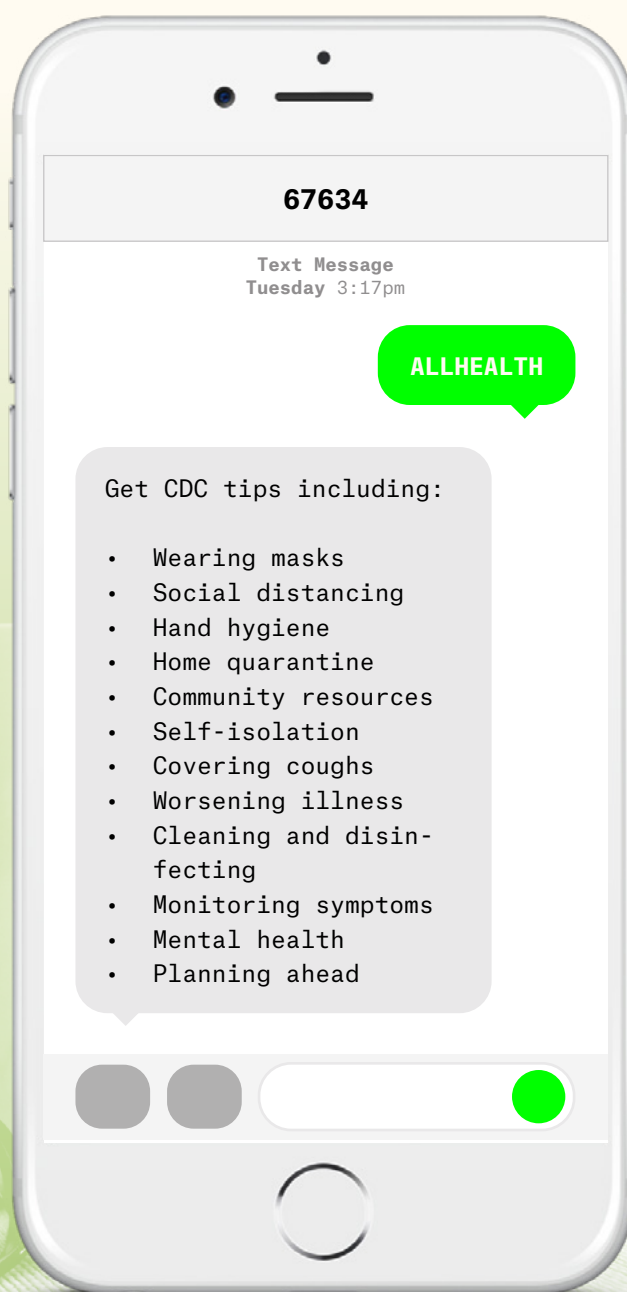 67634
Text Message
Tuesday 3:17pm
ALLHEALTH
Get CDC tips including:
• Wearing masks
• Social distancing
• Hand hygiene
• Home quarantine
• Community resources
• Self-isolation
• Covering coughs
• Worsening illness
• Cleaning and disin-
fecting
• Monitoring symptoms
• Mental health
• Planning ahead